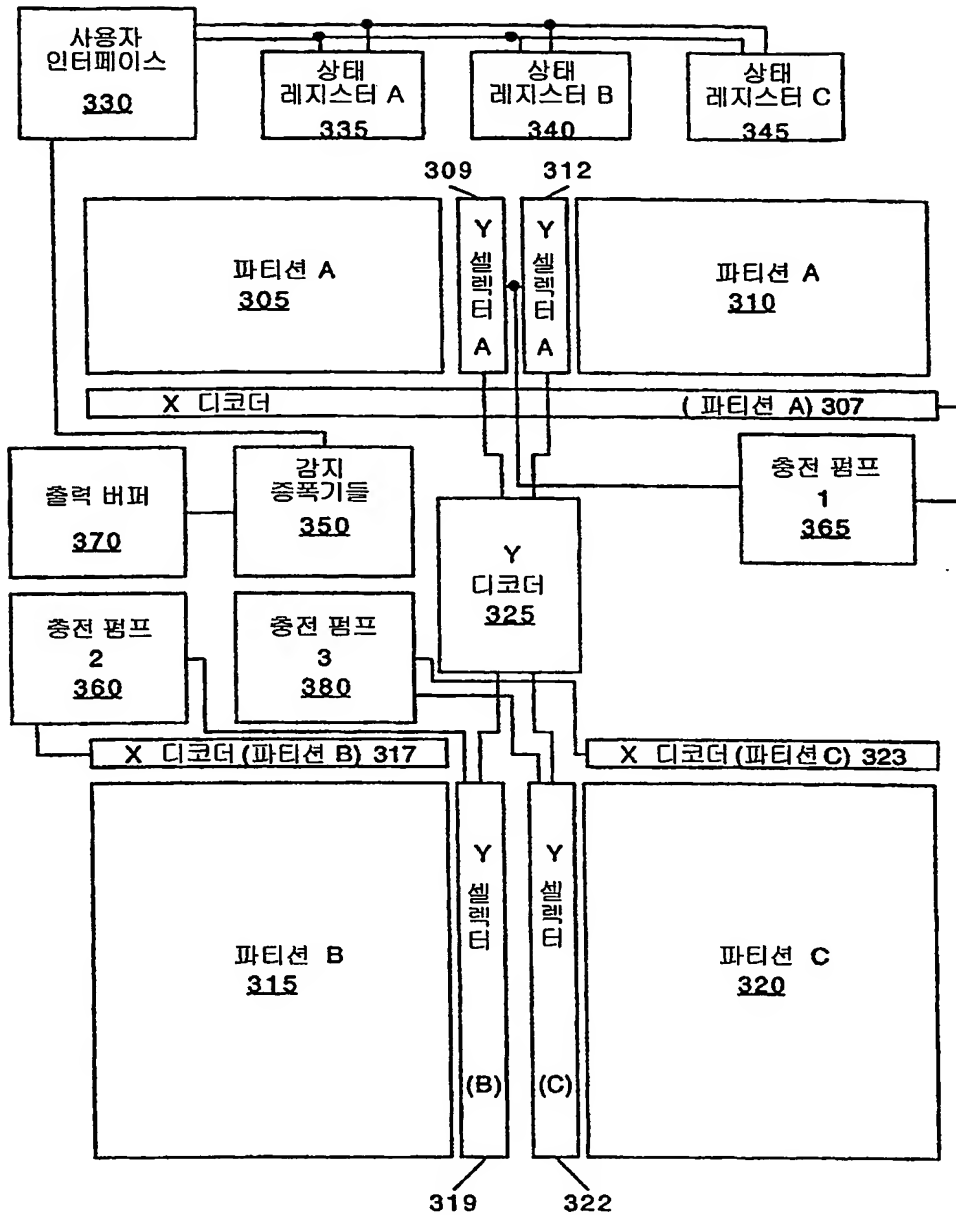 사용자
인터페이스
330
상태
레지스터 A
335
상태
레지스터 B
340
상태
레지스터 C
345
309
312
파티션 A
305
Y
셀
렉
터
A
Y
셀
렉
터
A
파티션 A
310
X 디코더 ( 파티션 A) 307
출력 버퍼
370
감지
증폭기들
350
Y
디코더
325
충전 펌프
1
365
충전 펌프
2
360
충전 펌프
3
380
X 디코더 (파티션 B) 317
X 디코더 (파티션 C) 323
파티션 B
315
Y
셀
렉
터
(B)
Y
셀
렉
터
(C)
파티션 C
320
319
322